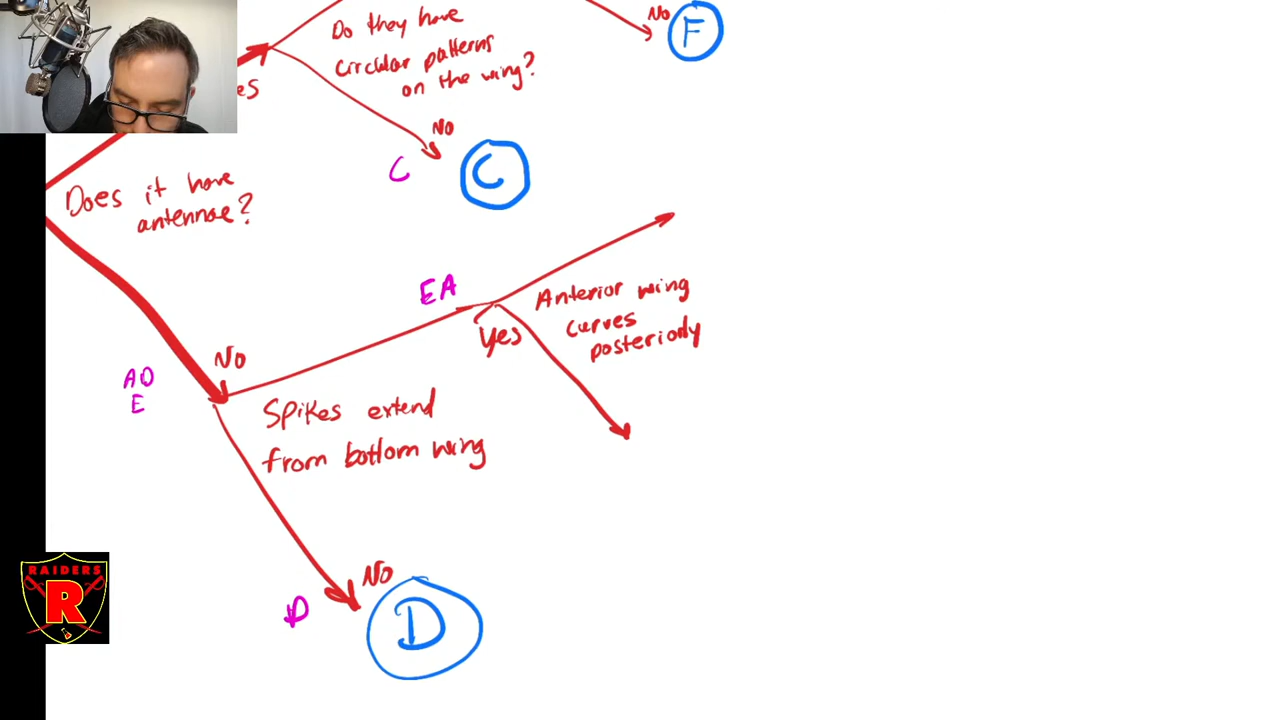 Do they have
circular patterns
on the wing?
No
F
es
No
C
C
Does it have
antennae?
EA
Anterior wing
curves
posteriorly
Yes
No
AD
E
Spikes extend
from bottom wing
No
D
D
RAIDERS
R